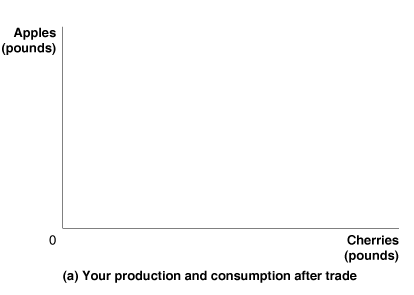 Apples
(pounds)
0
Cherries
(pounds)
(a) Your production and consumption after trade